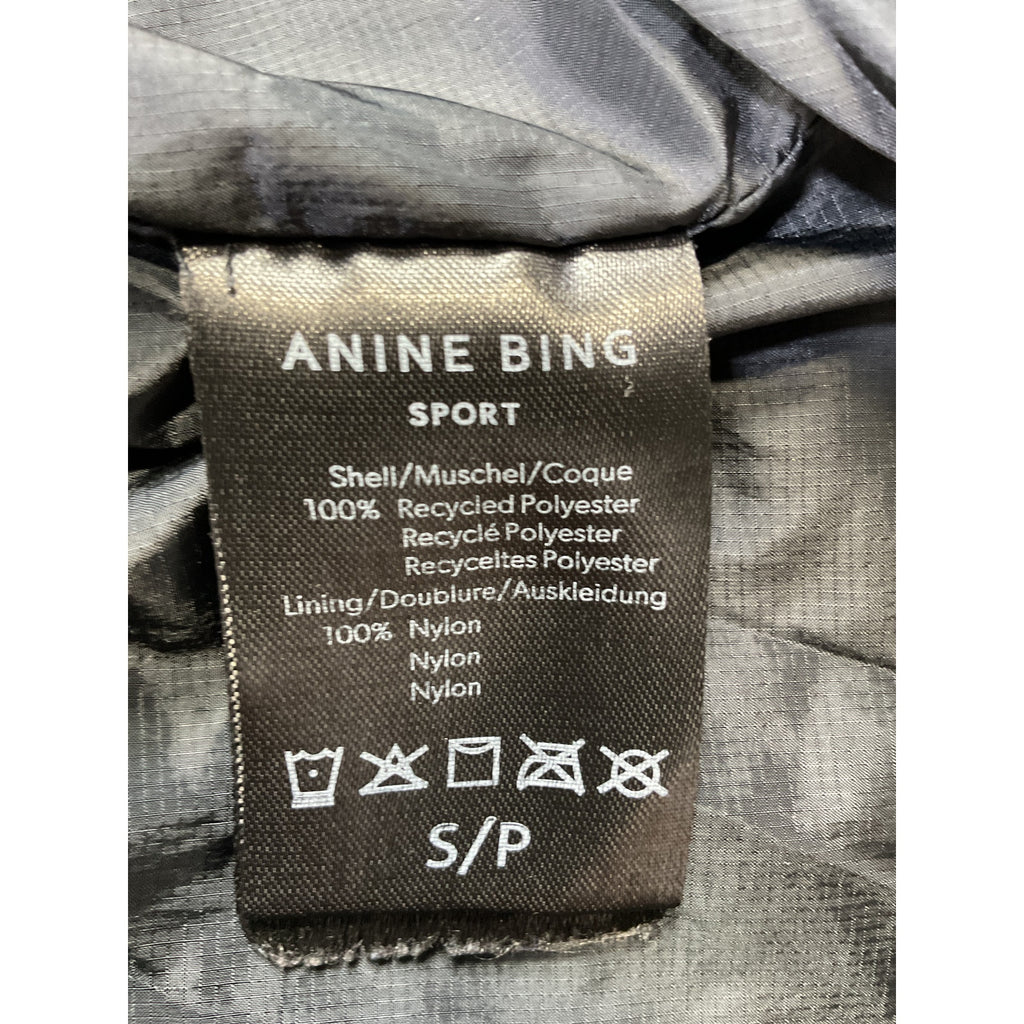 ANINE BING
SPORT
Shell/Muschel/Coque
100% Recycled Polyester
Recyclé Polyester
Recyceltes Polyester
Lining/Doublure/Auskleidung
100% Nylon
Nylon
Nylon
S/P